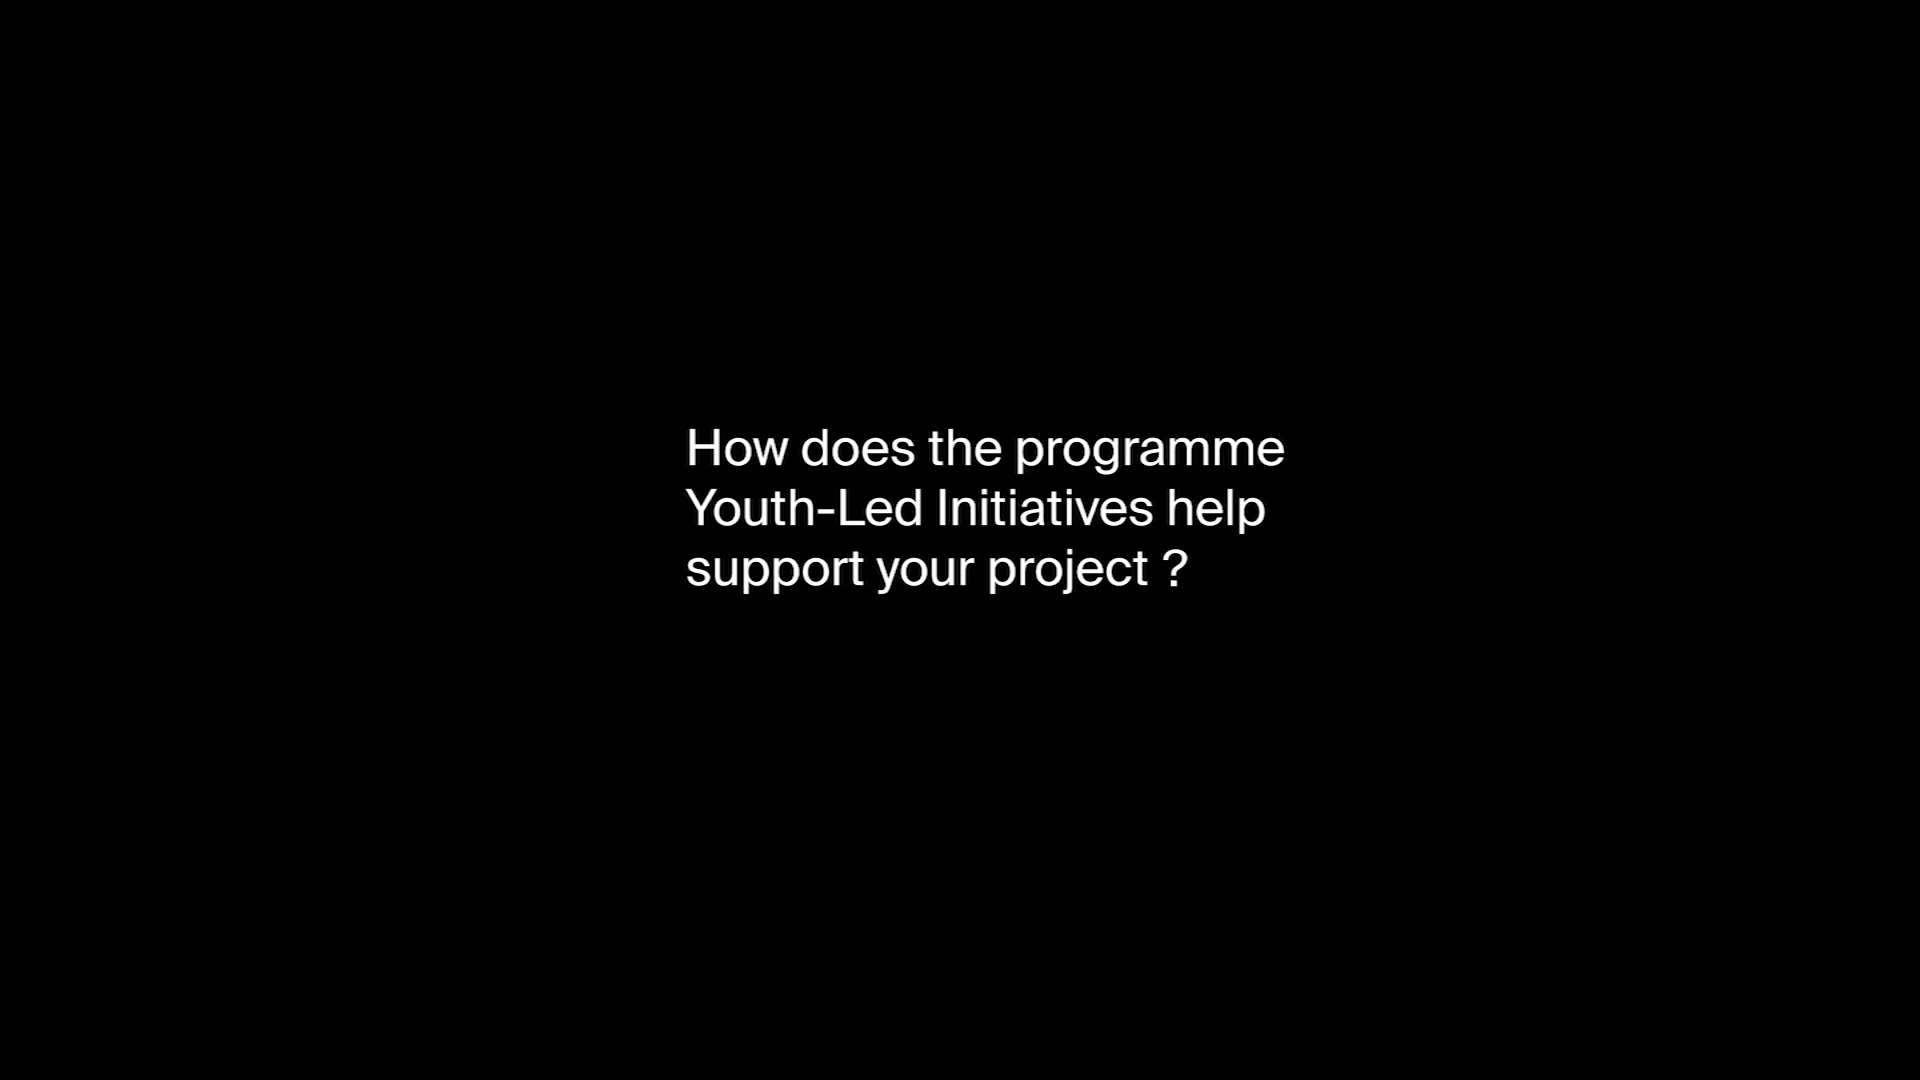 How does the programme
Youth-Led Initiatives help
support your project ?